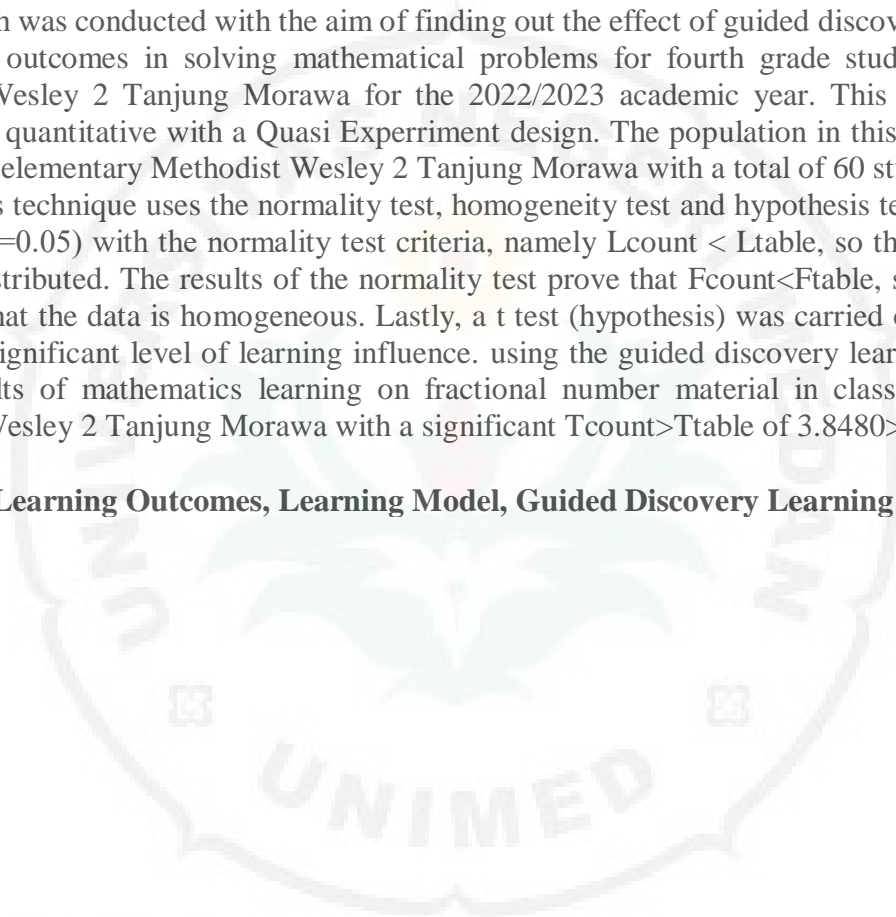 h was conducted with the aim of finding out the effect of guided discov
outcomes in solving mathematical problems for fourth grade stud
Wesley 2 Tanjung Morawa for the 2022/2023 academic year. This
quantitative with a Quasi Experriment design. The population in this
elementary Methodist Wesley 2 Tanjung Morawa with a total of 60 st
s technique uses the normality test, homogeneity test and hypothesis te
=0.05) with the normality test criteria, namely Lcount < Ltable, so th
stributed. The results of the normality test prove that Fcount<Ftable, s
hat the data is homogeneous. Lastly, a t test (hypothesis) was carried
ignificant level of learning influence. using the guided discovery lear
lts of mathematics learning on fractional number material in class
Wesley 2 Tanjung Morawa with a significant Tcount>Ttable of 3.8480>
Learning Outcomes, Learning Model, Guided Discovery Learning
UNIVERSITAS NEGERI MEDAN
UNIMED